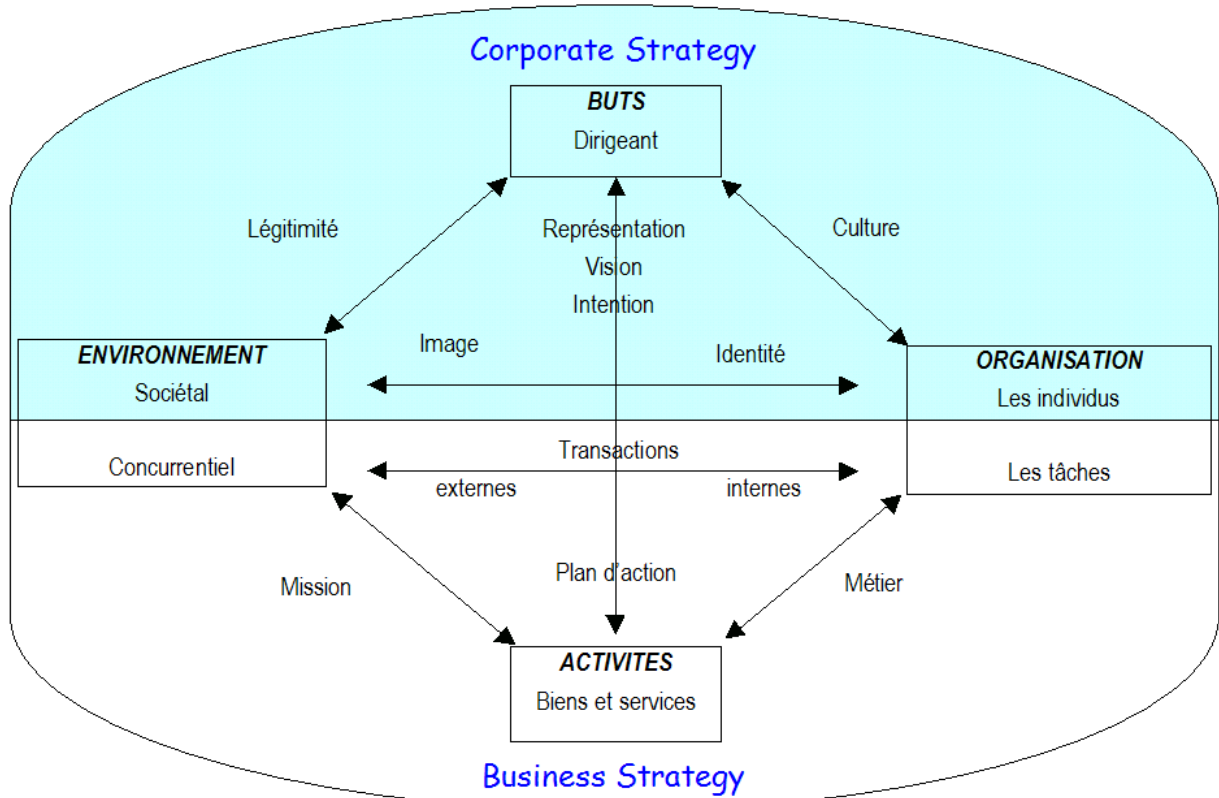 Corporate Strategy
BUTS
Dirigeant
Légitimité
Représentation
Culture
Vision
Intention
Image
Identité
ENVIRONNEMENT
Sociétal
ORGANISATION
Les individus
Concurrentiel
Transactions
Les tâches
externes
internes
Mission
Plan d'action
Métier
ACTIVITES
Biens et services
Business Strategy